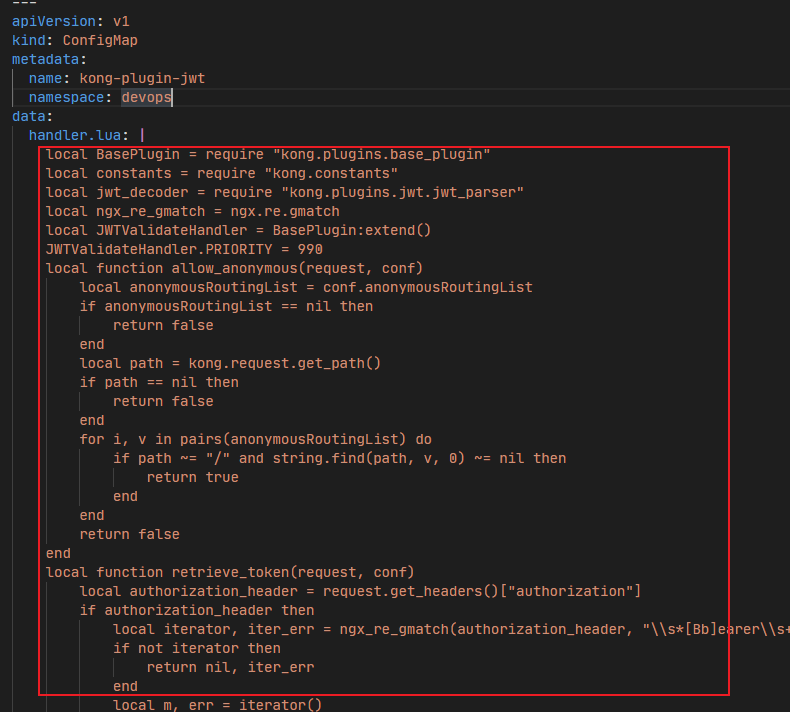 ---
apiVersion: v1
kind: ConfigMap
metadata:
  name: kong-plugin-jwt
  namespace: devops
data:
  handler.lua: |
    local BasePlugin = require "kong.plugins.base_plugin"
    local constants = require "kong.constants"
    local jwt_decoder = require "kong.plugins.jwt.jwt_parser"
    local ngx_re_gmatch = ngx.re.gmatch
    local JWTValidateHandler = BasePlugin:extend()
    JWTValidateHandler.PRIORITY = 990
    local function allow_anonymous(request, conf)
        local anonymousRoutingList = conf.anonymousRoutingList
        if anonymousRoutingList == nil then
            return false
        end
        local path = kong.request.get_path()
        if path == nil then
            return false
        end
        for i, v in pairs(anonymousRoutingList) do
            if path ~= "/" and string.find(path, v, 0) ~= nil then
                return true
            end
        end
        return false
    end
    local function retrieve_token(request, conf)
        local authorization_header = request.get_headers()["authorization"]
        if authorization_header then
            local iterator, iter_err = ngx_re_gmatch(authorization_header, "\\s*[Bb]earer\\s+
            if not iterator then
                return nil, iter_err
            end
            local m, err = iterator()